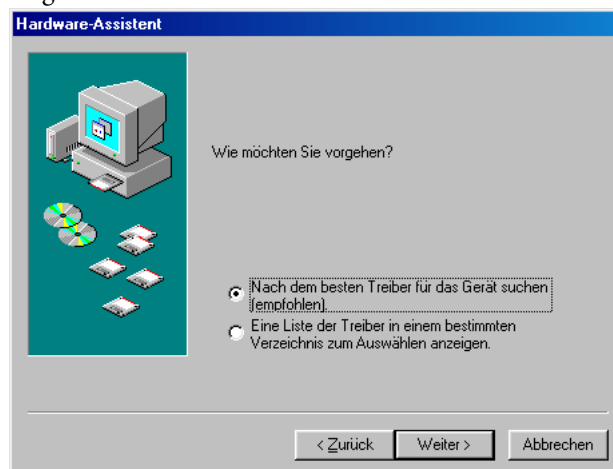 Hardware-Assistent
Wie möchten Sie vorgehen?
Nach dem besten Treiber für das Gerät suchen
(empfohlen).
Eine Liste der Treiber in einem bestimmten
Verzeichnis zum Auswählen anzeigen.
< Zurück Weiter > Abbrechen